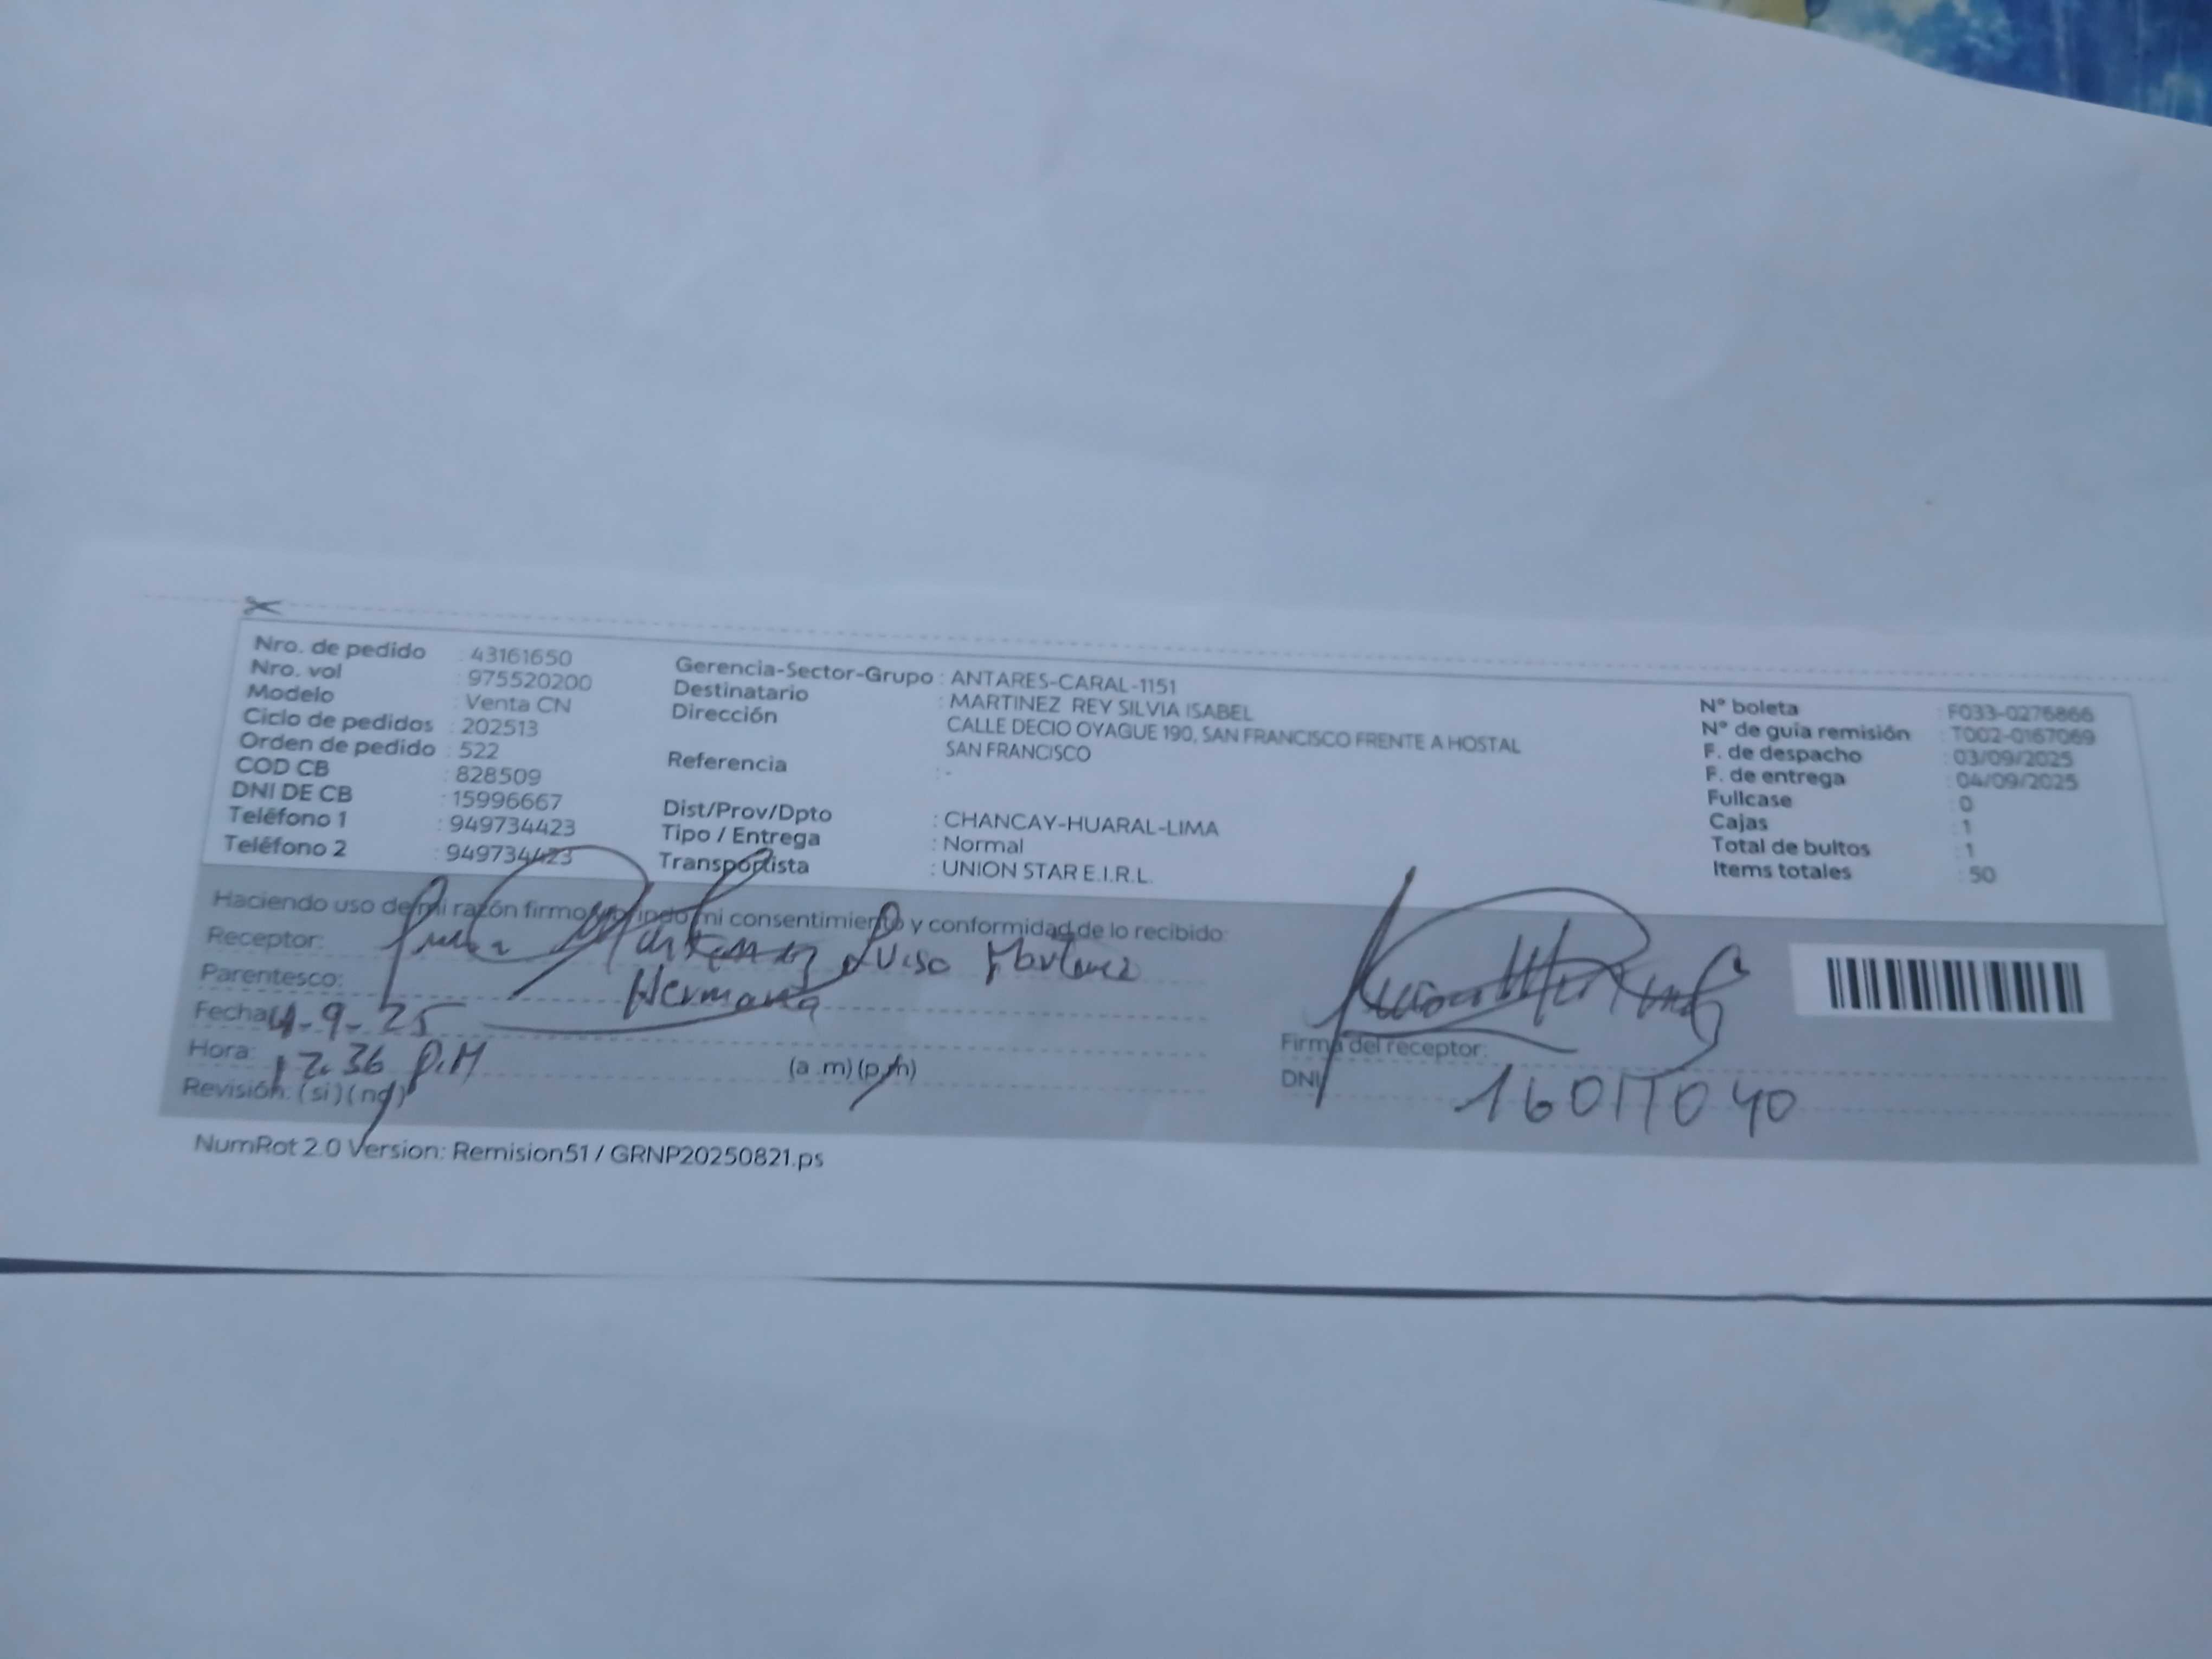 Nro. de pedido : 43161650
Nro. vol : 975520200
Modelo : Venta CN
Ciclo de pedidos : 202513
Orden de pedido : 522
COD CB : 828509
DNI DE CB : 15996667
Teléfono 1 : 949734423
Teléfono 2 : 949734423
Gerencia-Sector-Grupo : ANTARES-CARAL-1151
Destinatario : MARTINEZ REY SILVIA ISABEL
Dirección CALLE DECIO OYAGUE 190, SAN FRANCISCO FRENTE A HOSTAL
SAN FRANCISCO
Referencia : -
Dist/Prov/Dpto : CHANCAY-HUARAL-LIMA
Tipo / Entrega : Normal
Transportista : UNION STAR E.I.R.L.
N° boleta : F033-0276866
N° de guía remisión : T002-0167069
F. de despacho : 03/09/2025
F. de entrega : 04/09/2025
Fullcase : 0
Cajas : 1
Total de bultos : 1
Items totales : 50
Haciendo uso de mi razón firmo mi consentimiento y conformidad de lo recibido:
Receptor: Martinez Luisa Martinez
Parentesco: Hermana
Fecha: 4-9-25
Hora: 12.36 P.M (a.m) (p.m)
Revisión: (si) (no)
Firma del receptor:
DNI
NumRot 2.0 Version: Remision51 / GRNP20250821.ps